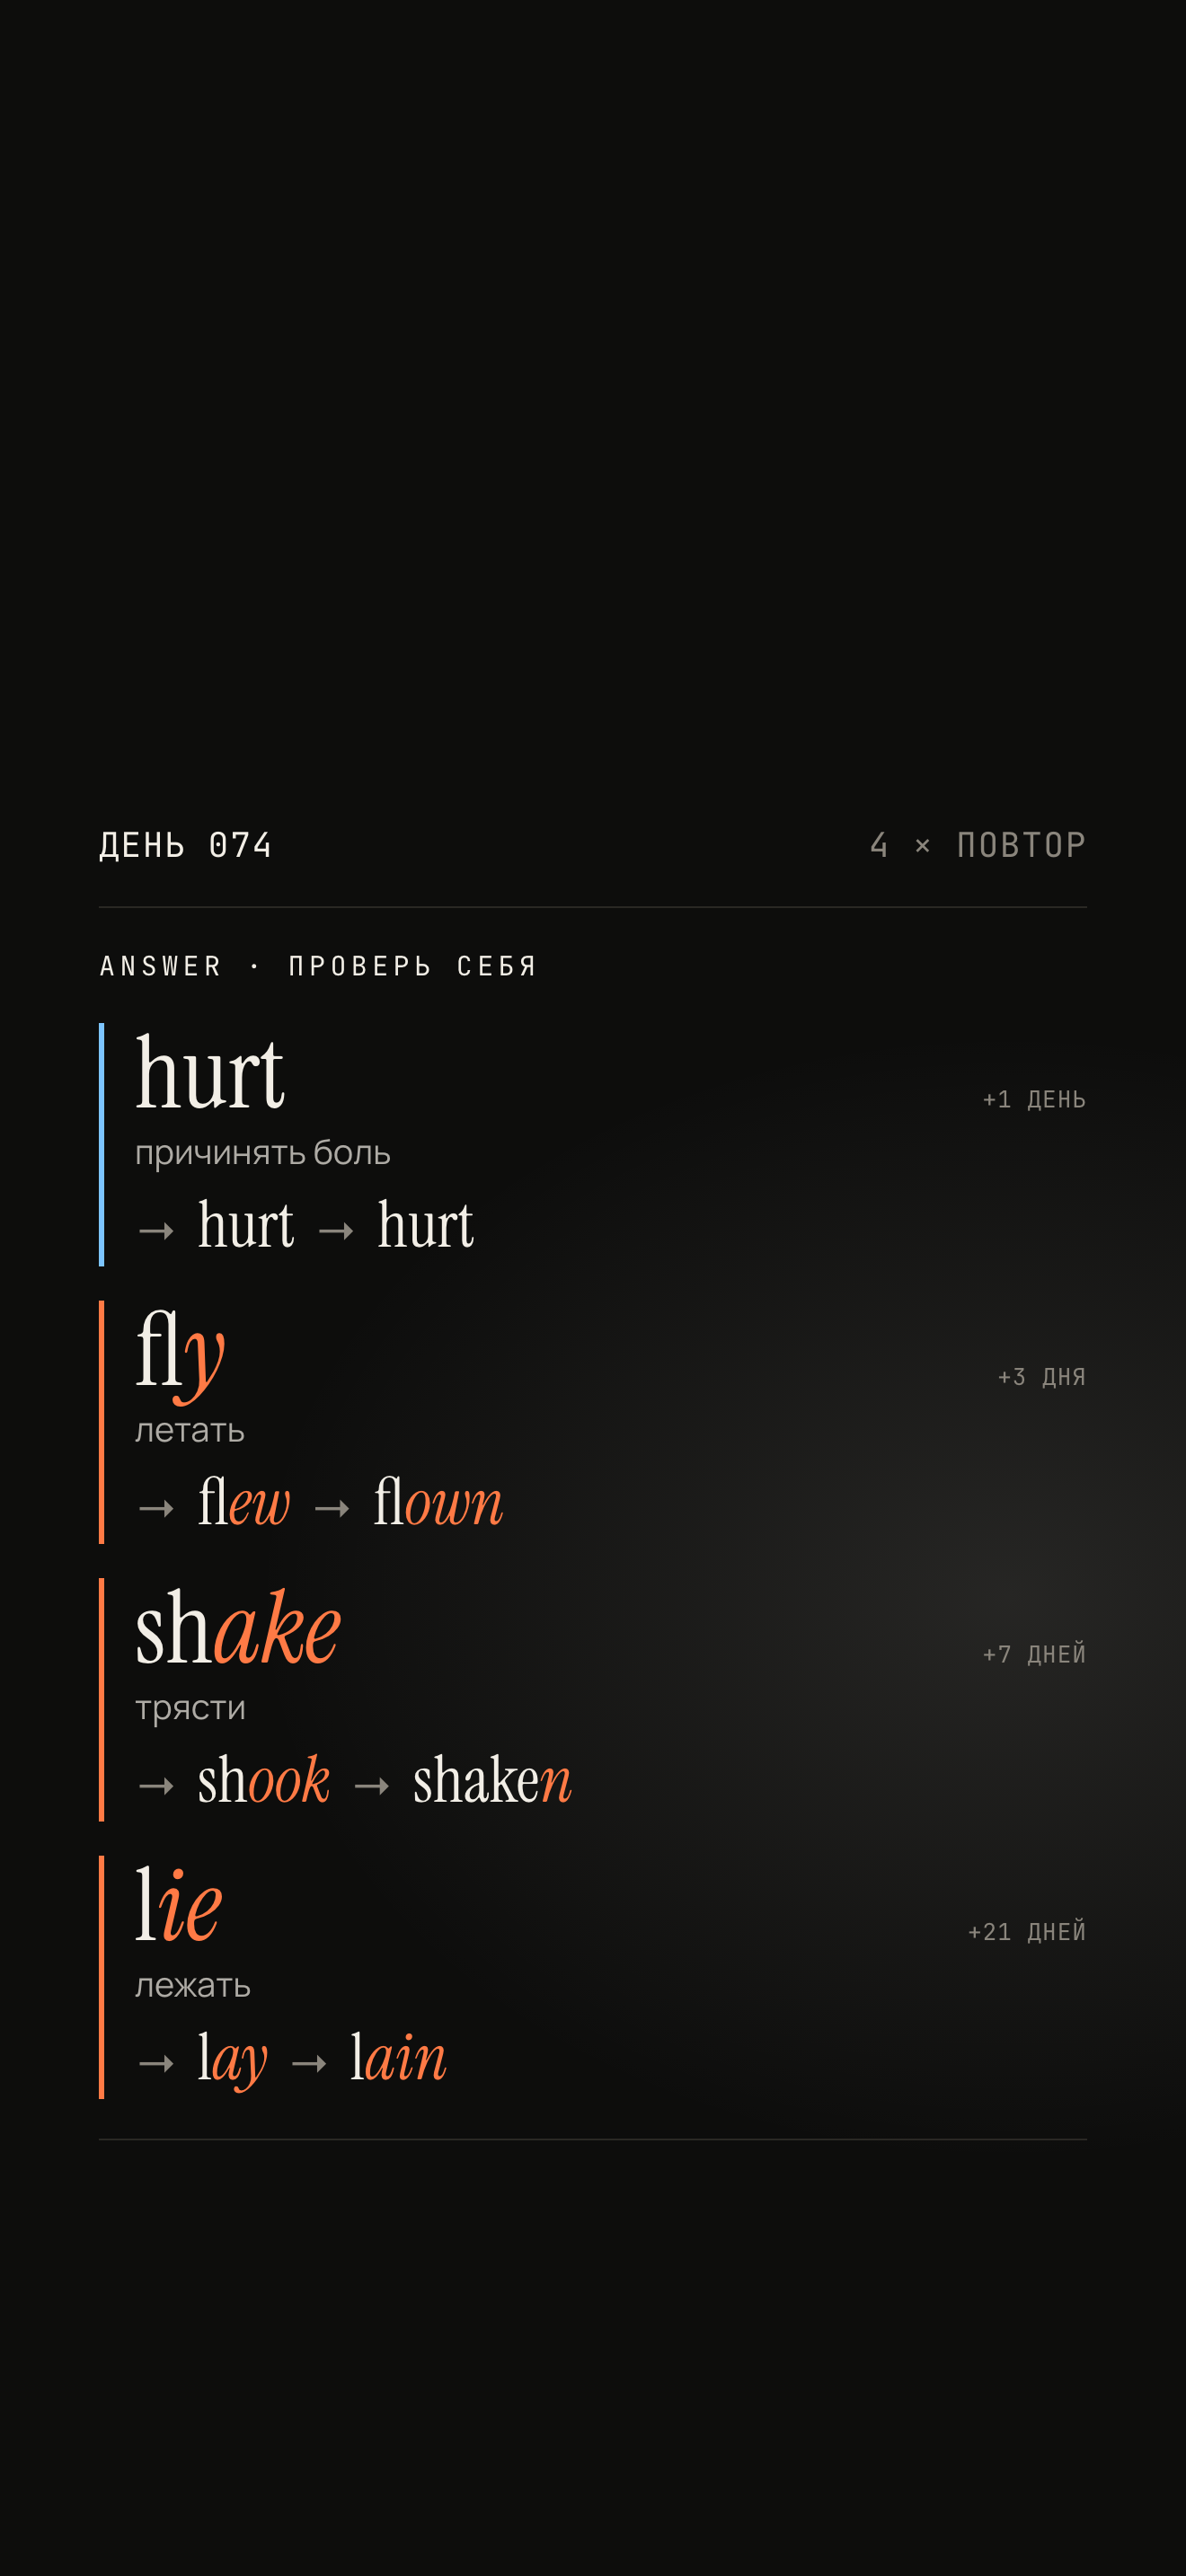 ДЕНЬ 074
4 × ПОВТОР
ANSWER · ПРОВЕРЬ СЕБЯ
hurt
+1 ДЕНЬ
причинять боль
→ hurt → hurt
fly
+3 ДНЯ
летать
→ flew → flown
shake
+7 ДНЕЙ
трясти
→ shook → shaken
lie
+21 ДНЕЙ
лежать
→ lay → lain